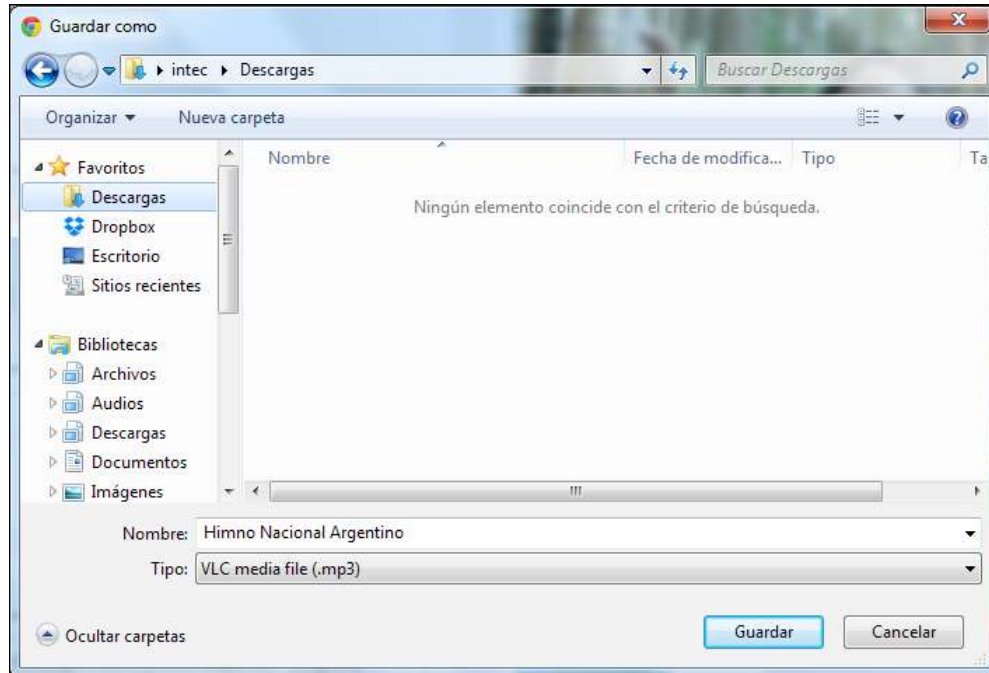 Guardar como
intec Descargas
Buscar Descargas
Organizar Nueva carpeta
Nombre Fecha de modifica... Tipo Ta
Favoritos
Descargas
Dropbox
Escritorio
Sitios recientes
Bibliotecas
Archivos
Audios
Descargas
Documentos
Imágenes
Ningún elemento coincide con el criterio de búsqueda.
Nombre: Himno Nacional Argentino
Tipo: VLC media file (.mp3)
Ocultar carpetas
Guardar Cancelar